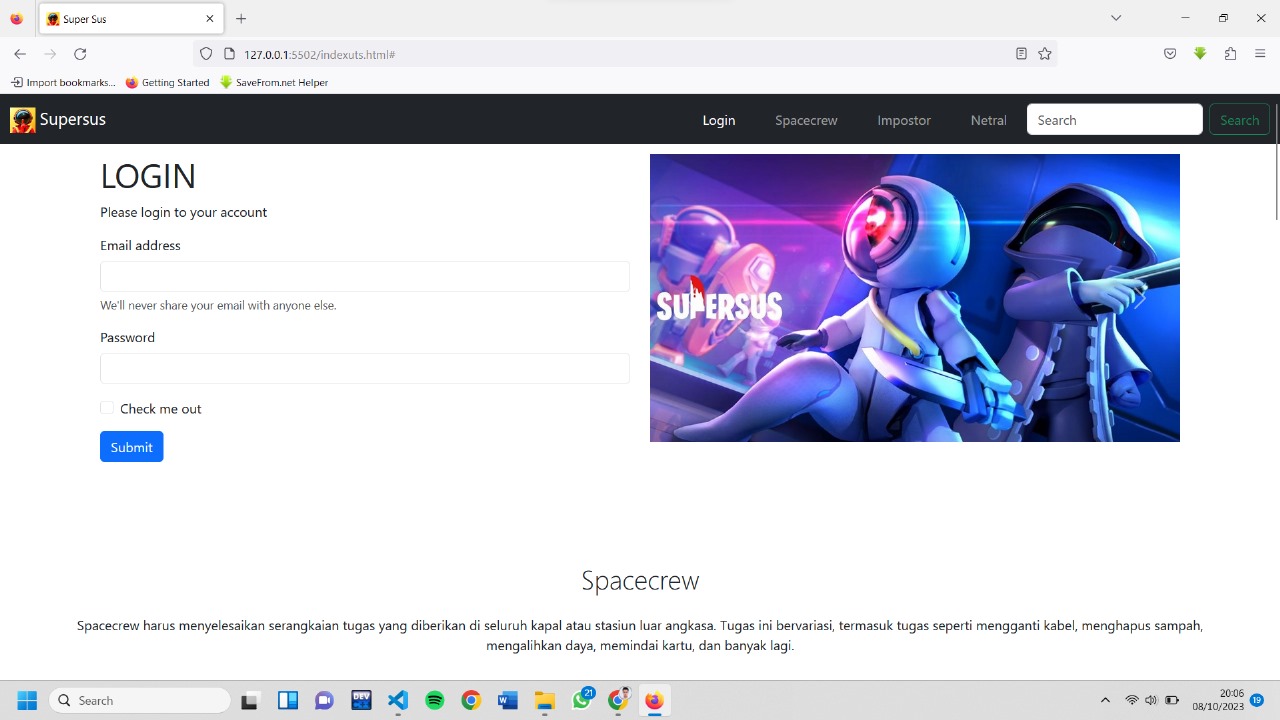 Super Sus
127.0.0.1:5502/indexuts.html#
Import bookmarks...
Getting Started
SaveFrom.net Helper
Supersus
Login
Spacecrew
Impostor
Netral
Search
Search
LOGIN
Please login to your account
Email address
We'll never share your email with anyone else.
Password
Check me out
Submit
SUPERSUS
Spacecrew
Spacecrew harus menyelesaikan serangkaian tugas yang diberikan di seluruh kapal atau stasiun luar angkasa. Tugas ini bervariasi, termasuk tugas seperti mengganti kabel, menghapus sampah,
mengalihkan daya, memindai kartu, dan banyak lagi.
Search
DEV
21
20:06
08/10/2023
19